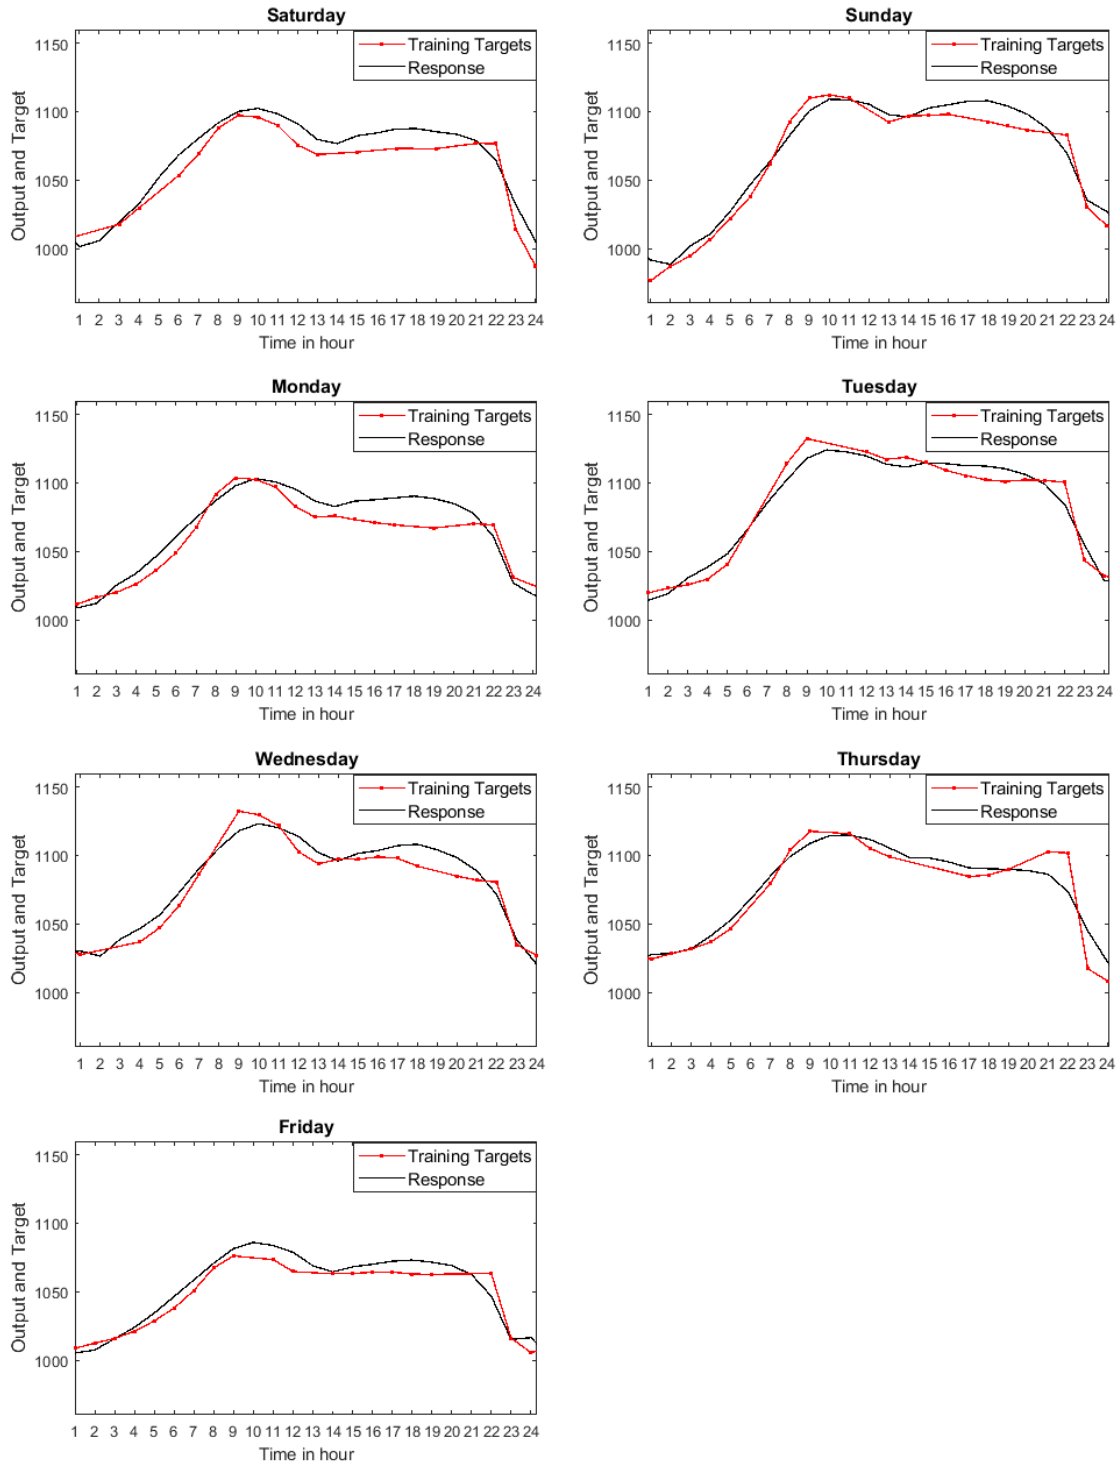 Saturday
Training Targets
Response
1150
1100
1050
1000
Output and Target
1 2 3 4 5 6 7 8 9 10 11 12 13 14 15 16 17 18 19 20 21 22 23 24
Time in hour
Sunday
Training Targets
Response
1150
1100
1050
1000
Output and Target
1 2 3 4 5 6 7 8 9 10 11 12 13 14 15 16 17 18 19 20 21 22 23 24
Time in hour
Monday
Training Targets
Response
1150
1100
1050
1000
Output and Target
1 2 3 4 5 6 7 8 9 10 11 12 13 14 15 16 17 18 19 20 21 22 23 24
Time in hour
Tuesday
Training Targets
Response
1150
1100
1050
1000
Output and Target
1 2 3 4 5 6 7 8 9 10 11 12 13 14 15 16 17 18 19 20 21 22 23 24
Time in hour
Wednesday
Training Targets
Response
1150
1100
1050
1000
Output and Target
1 2 3 4 5 6 7 8 9 10 11 12 13 14 15 16 17 18 19 20 21 22 23 24
Time in hour
Thursday
Training Targets
Response
1150
1100
1050
1000
Output and Target
1 2 3 4 5 6 7 8 9 10 11 12 13 14 15 16 17 18 19 20 21 22 23 24
Time in hour
Friday
Training Targets
Response
1150
1100
1050
1000
Output and Target
1 2 3 4 5 6 7 8 9 10 11 12 13 14 15 16 17 18 19 20 21 22 23 24
Time in hour